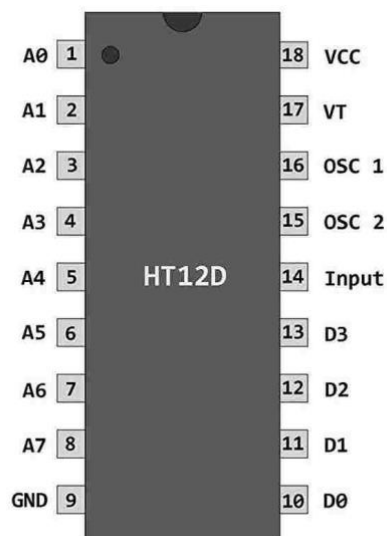 A0 1 18 VCC
A1 2 17 VT
A2 3 16 OSC 1
A3 4 15 OSC 2
A4 5 HT12D 14 Input
A5 6 13 D3
A6 7 12 D2
A7 8 11 D1
GND 9 10 D0